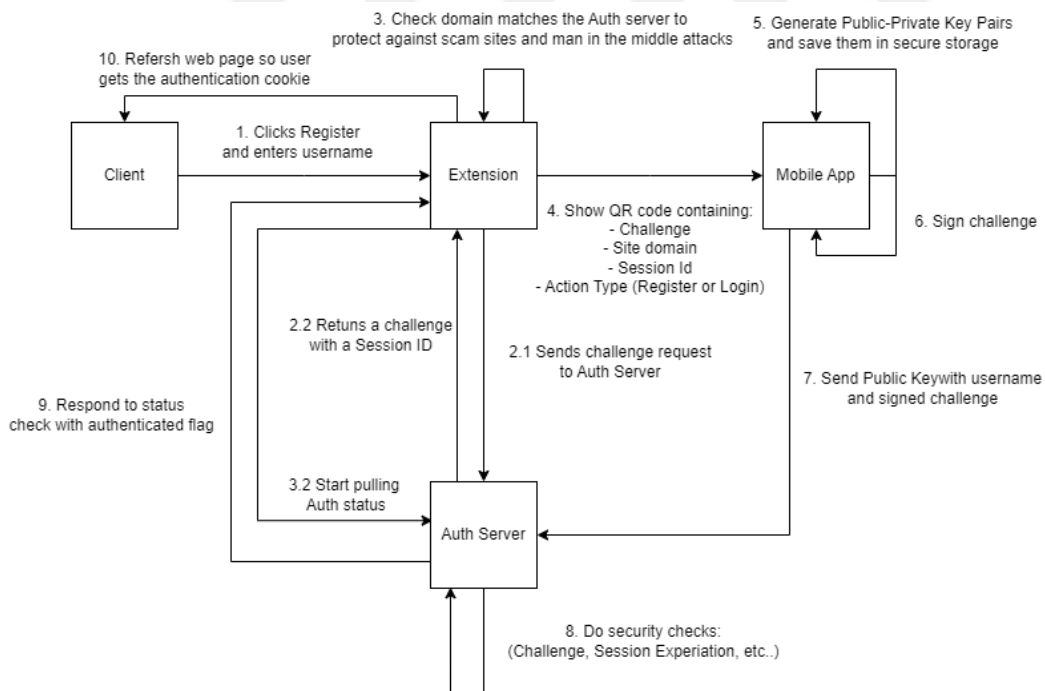 3. Check domain matches the Auth server to
protect against scam sites and man in the middle attacks
5. Generate Public-Private Key Pairs
and save them in secure storage
10. Refersh web page so user
gets the authentication cookie
1. Clicks Register
and enters username
Client
Extension
Mobile App
4. Show QR code containing:
- Challenge
- Site domain
- Session Id
- Action Type (Register or Login)
6. Sign challenge
2.2 Retuns a challenge
with a Session ID
2.1 Sends challenge request
to Auth Server
7. Send Public Keywith username
and signed challenge
9. Respond to status
check with authenticated flag
3.2 Start pulling
Auth status
Auth Server
8. Do security checks:
(Challenge, Session Experiation, etc..)